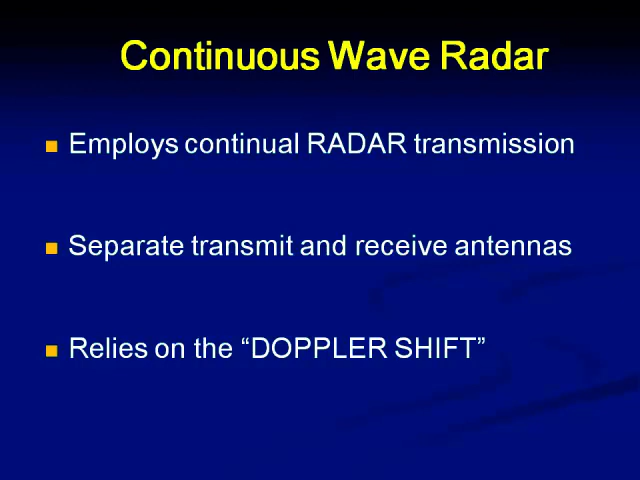 Continuous Wave Radar
Employs continual RADAR transmission
Separate transmit and receive antennas
Relies on the “DOPPLER SHIFT”